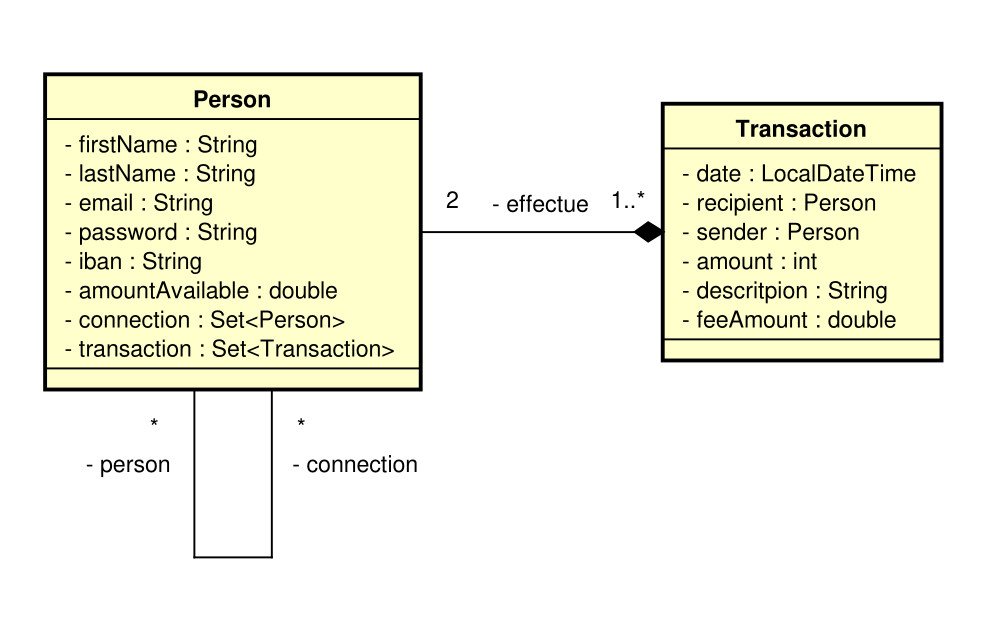 Person
- firstName : String
- lastName : String
- email : String
- password : String
- iban : String
- amountAvailable : double
- connection : Set<Person>
- transaction : Set<Transaction>
2
- effectue
1..*
Transaction
- date : LocalDateTime
- recipient : Person
- sender : Person
- amount : int
- descritpion : String
- feeAmount : double
*
*
- person
- connection